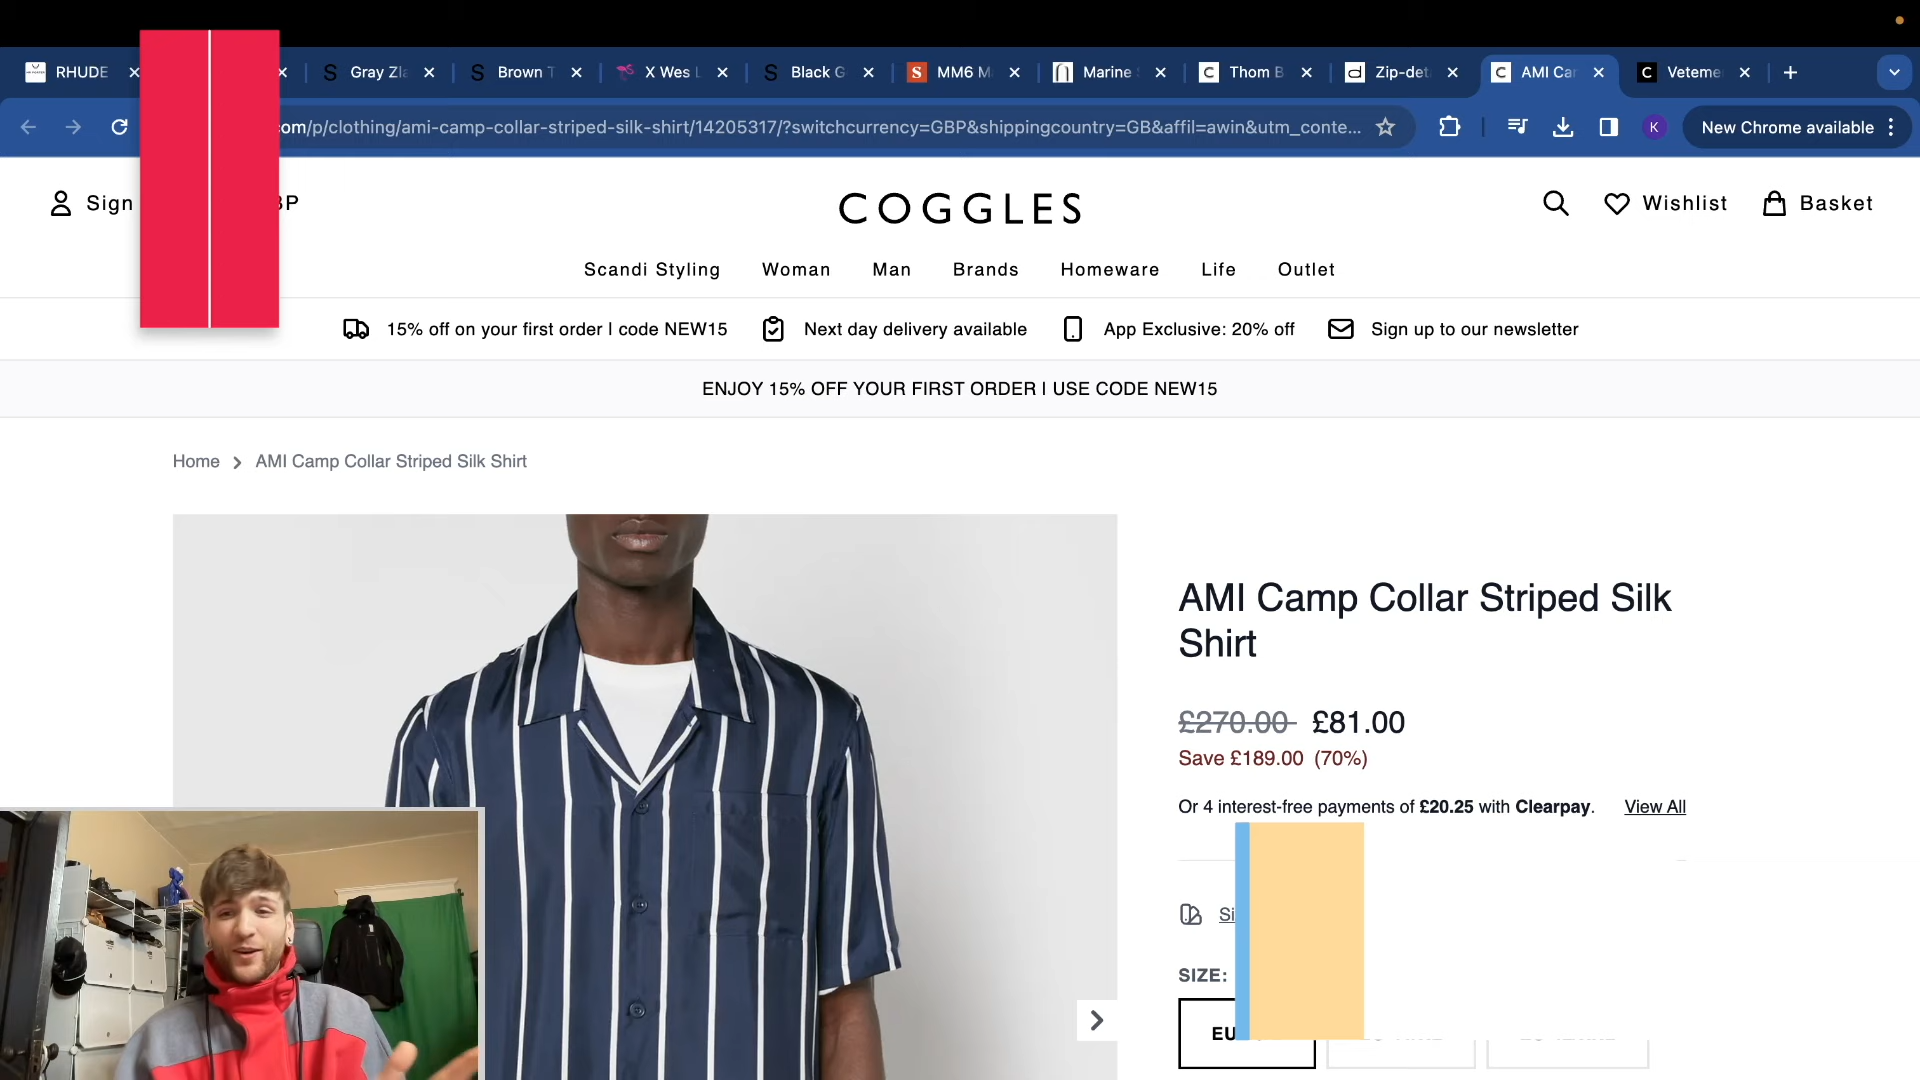 RHUDE
Gray Zla
Brown T
X Wes L
Black G
MM6 M
Marine
Thom B
Zip-det
AMI Car
Veteme
om/p/clothing/ami-camp-collar-striped-silk-shirt/14205317/?switchcurrency=GBP&shippingcountry=GB&affil=awin&utm_conte...
K
New Chrome available
Sign
BP
COGGLES
Wishlist
Basket
Scandi Styling
Woman
Man
Brands
Homeware
Life
Outlet
15% off on your first order | code NEW15
Next day delivery available
App Exclusive: 20% off
Sign up to our newsletter
ENJOY 15% OFF YOUR FIRST ORDER | USE CODE NEW15
Home > AMI Camp Collar Striped Silk Shirt
AMI Camp Collar Striped Silk
Shirt
£270.00 £81.00
Save £189.00 (70%)
Or 4 interest-free payments of £20.25 with Clearpay. View All
Si
SIZE:
EU